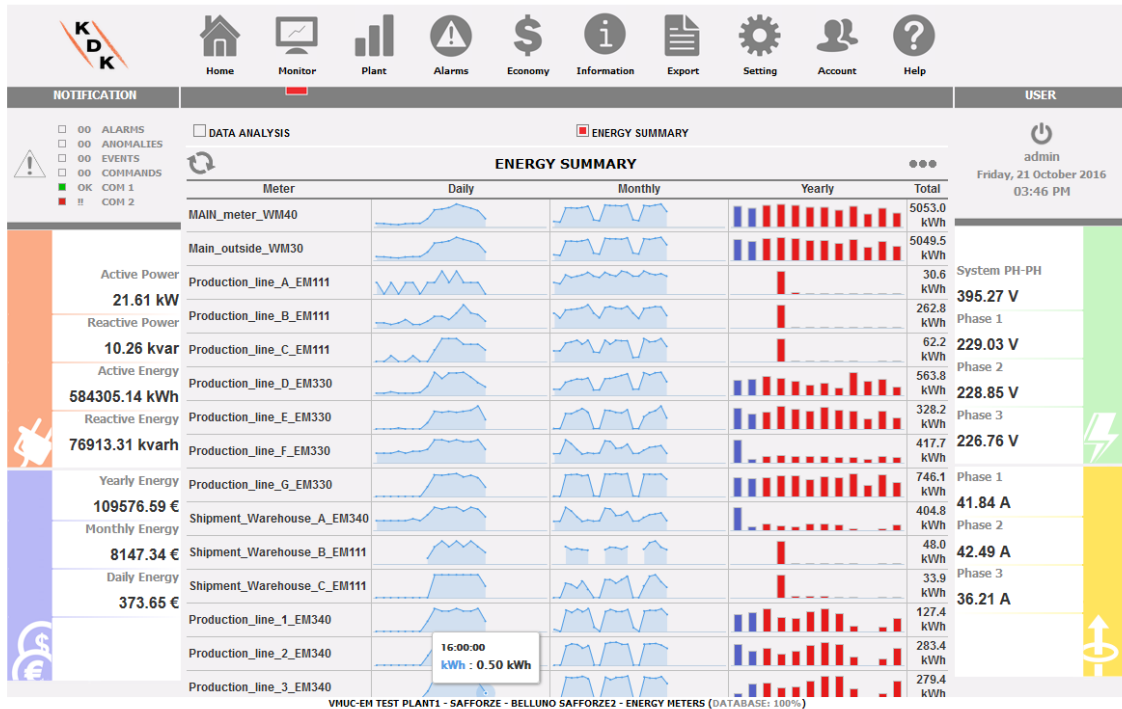 K
D
K
Home
Monitor
Plant
Alarms
Economy
Information
Export
Setting
Account
Help
NOTIFICATION
USER
00 ALARMS
00 ANOMALIES
00 EVENTS
00 COMMANDS
OK COM 1
!! COM 2
DATA ANALYSIS
ENERGY SUMMARY
admin
Friday, 21 October 2016
03:46 PM
ENERGY SUMMARY
Meter Daily Monthly Yearly Total
MAIN_meter_WM40 5053.0 kWh
Main_outside_WM30 5049.5 kWh
Production_line_A_EM111 30.6 kWh
Production_line_B_EM111 262.8 kWh
Production_line_C_EM111 62.2 kWh
Production_line_D_EM330 563.8 kWh
Production_line_E_EM330 328.2 kWh
Production_line_F_EM330 417.7 kWh
Production_line_G_EM330 746.1 kWh
Shipment_Warehouse_A_EM340 404.8 kWh
Shipment_Warehouse_B_EM111 48.0 kWh
Shipment_Warehouse_C_EM111 33.9 kWh
Production_line_1_EM340 127.4 kWh
Production_line_2_EM340 283.4 kWh
Production_line_3_EM340 279.4 kWh
16:00:00
kWh : 0.50 kWh
Active Power
21.61 kW
Reactive Power
10.26 kvar
Active Energy
584305.14 kWh
Reactive Energy
76913.31 kvarh
Yearly Energy
109576.59 €
Monthly Energy
8147.34 €
Daily Energy
373.65 €
System PH-PH
395.27 V
Phase 1
229.03 V
Phase 2
228.85 V
Phase 3
226.76 V
Phase 1
41.84 A
Phase 2
42.49 A
Phase 3
36.21 A
VMUC-EM TEST PLANT1 - SAFFORZE - BELLUNO SAFFORZE2 - ENERGY METERS (DATABASE: 100%)